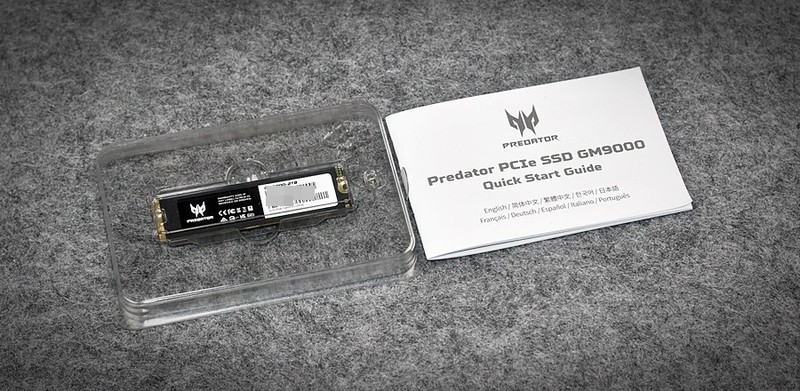 PREDATOR
Predator PCIe SSD GM9000
Quick Start Guide
English / 简体中文 / 繁體中文 / 한국어 / 日本語
Français / Deutsch / Español / Italiano / Português
PREDATOR